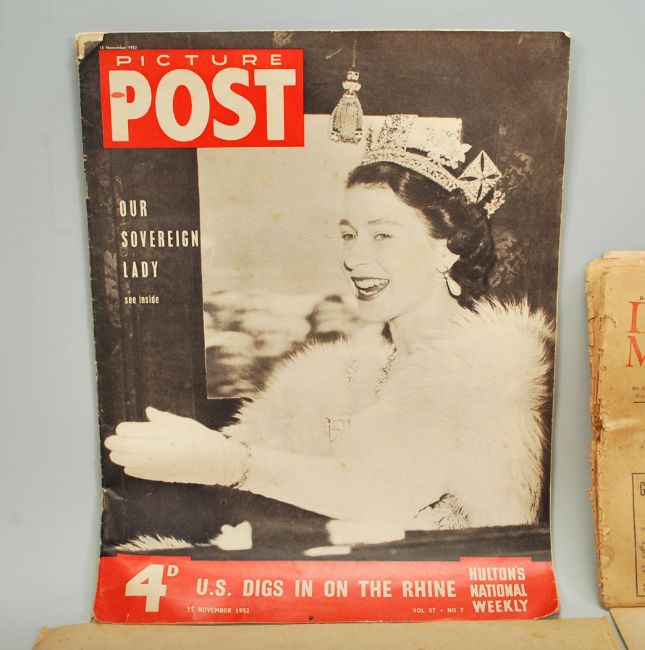 15 November 1952
PICTURE
POST
OUR
SOVEREIGN
LADY
see inside
4D
U.S. DIGS IN ON THE RHINE
HULTON'S
NATIONAL
WEEKLY
15 NOVEMBER 1952
VOL 57 • NO 7